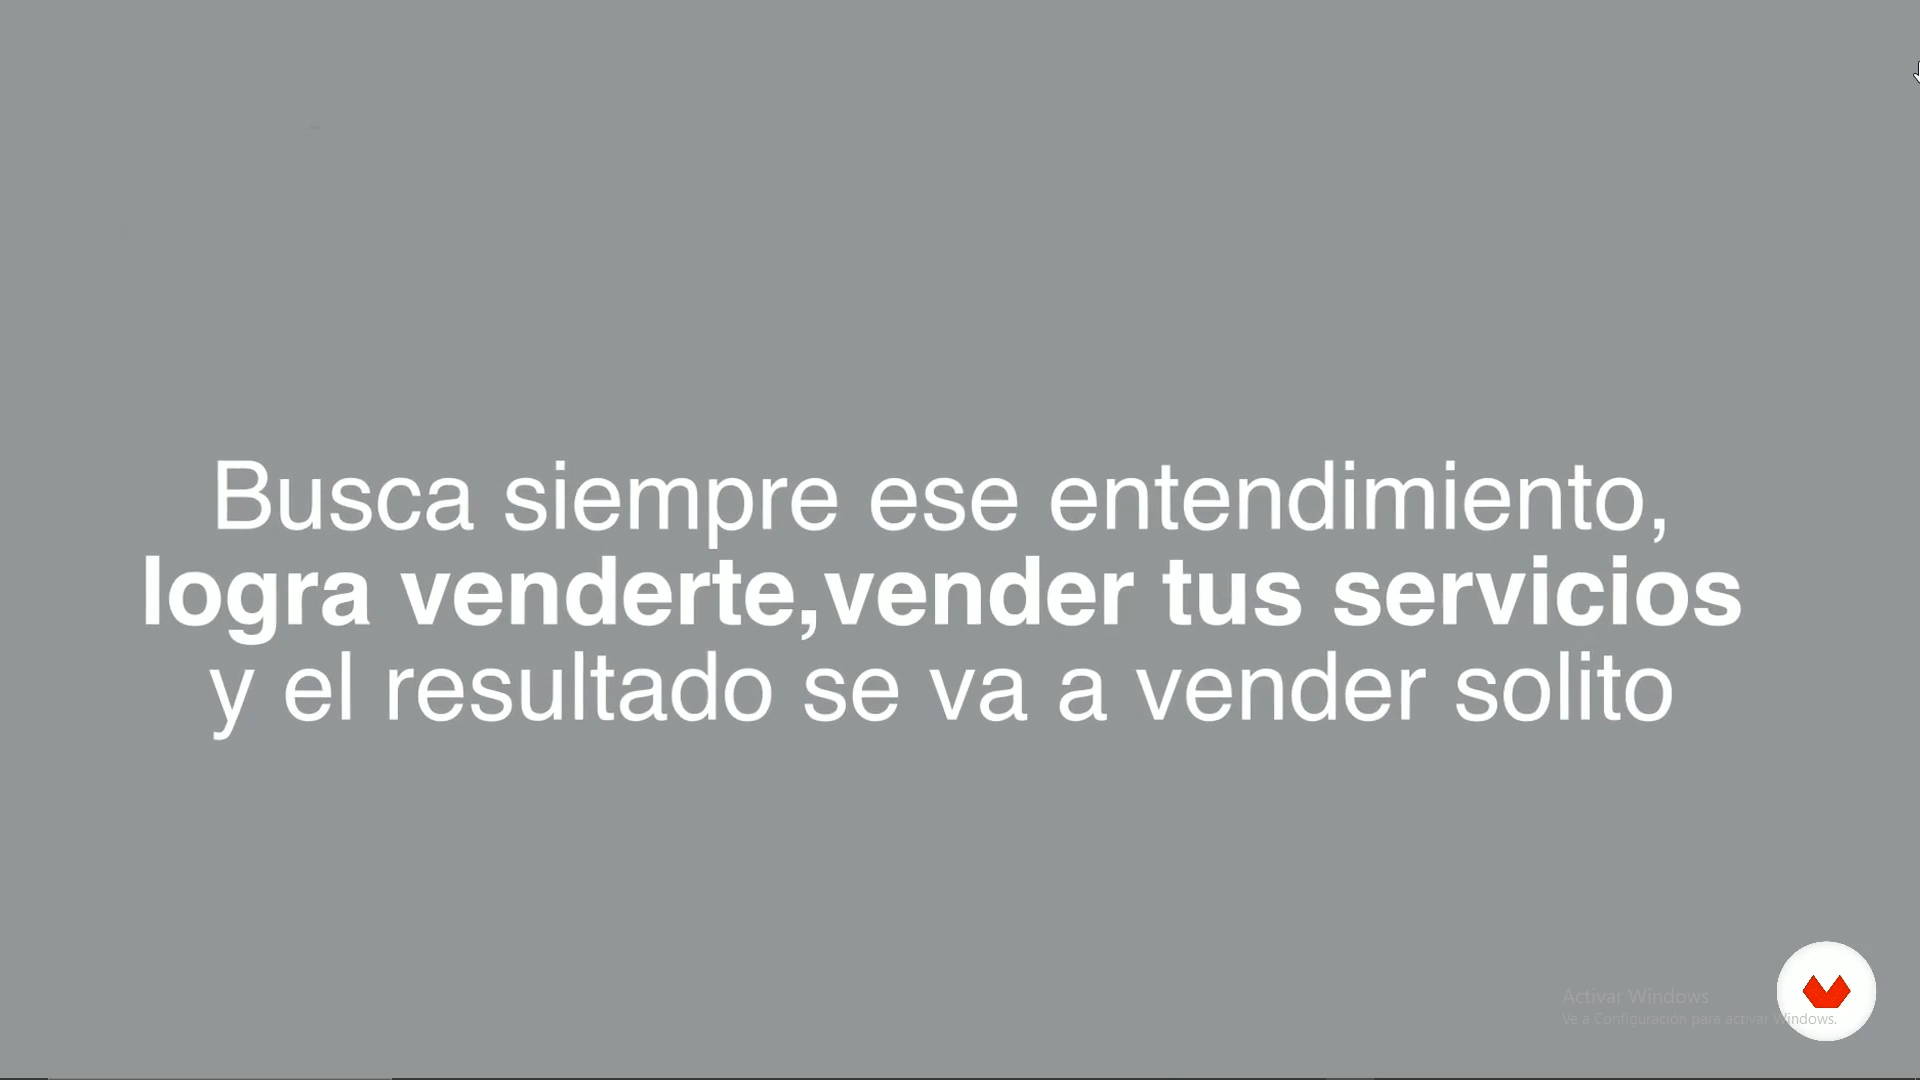 Busca siempre ese entendimiento,
logra venderte,vender tus servicios
y el resultado se va a vender solito
Activar Windows
Ve a Configuración para activar Windows.